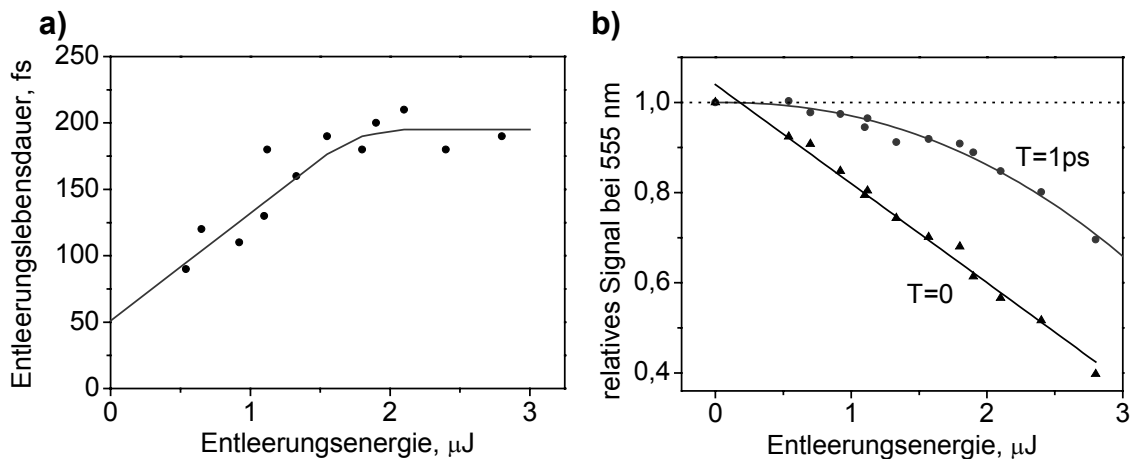 a)
Entleerungslebensdauer, fs
250
200
150
100
50
0
0
1
2
3
Entleerungsenergie, μJ
b)
relatives Signal bei 555 nm
1,0
0,8
0,6
0,4
T=1ps
T=0
0
1
2
3
Entleerungsenergie, μJ